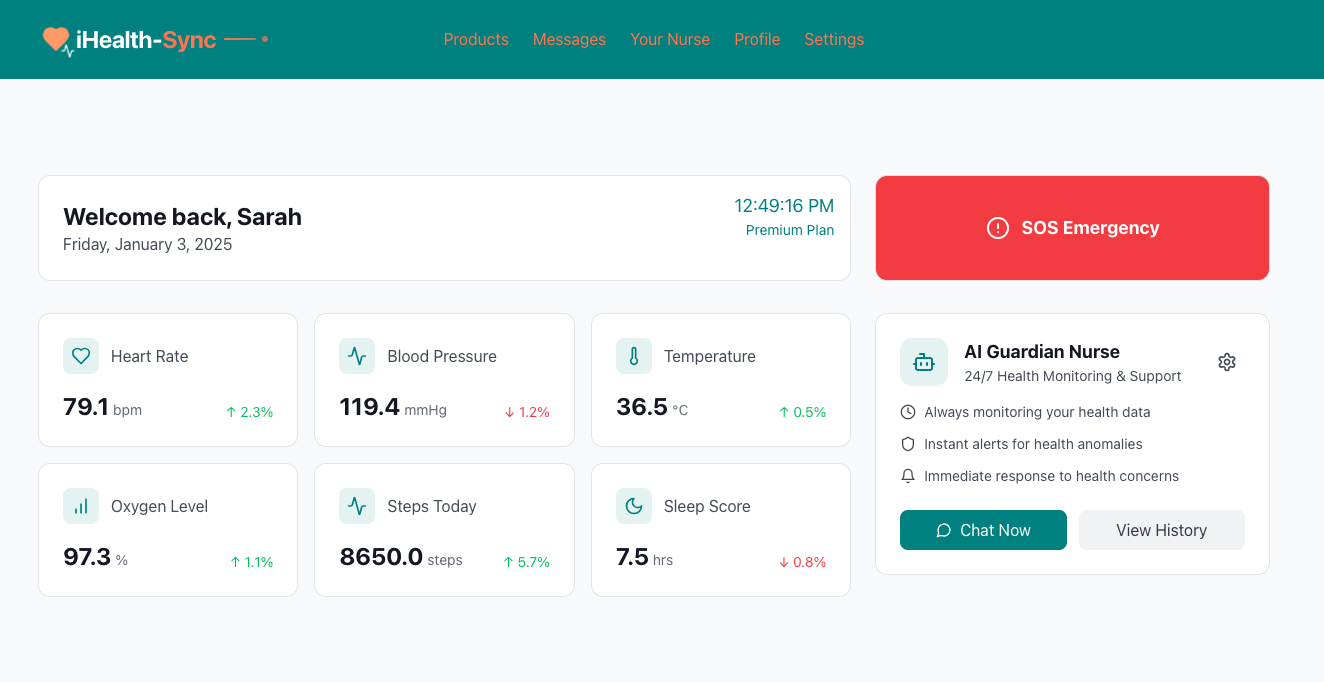 iHealth-Sync
Products Messages Your Nurse Profile Settings
Welcome back, Sarah
Friday, January 3, 2025
12:49:16 PM
Premium Plan
SOS Emergency
Heart Rate
79.1 bpm
↑ 2.3%
Blood Pressure
119.4 mmHg
↓ 1.2%
Temperature
36.5 °C
↑ 0.5%
Oxygen Level
97.3 %
↑ 1.1%
Steps Today
8650.0 steps
↑ 5.7%
Sleep Score
7.5 hrs
↓ 0.8%
AI Guardian Nurse
24/7 Health Monitoring & Support
Always monitoring your health data
Instant alerts for health anomalies
Immediate response to health concerns
Chat Now
View History